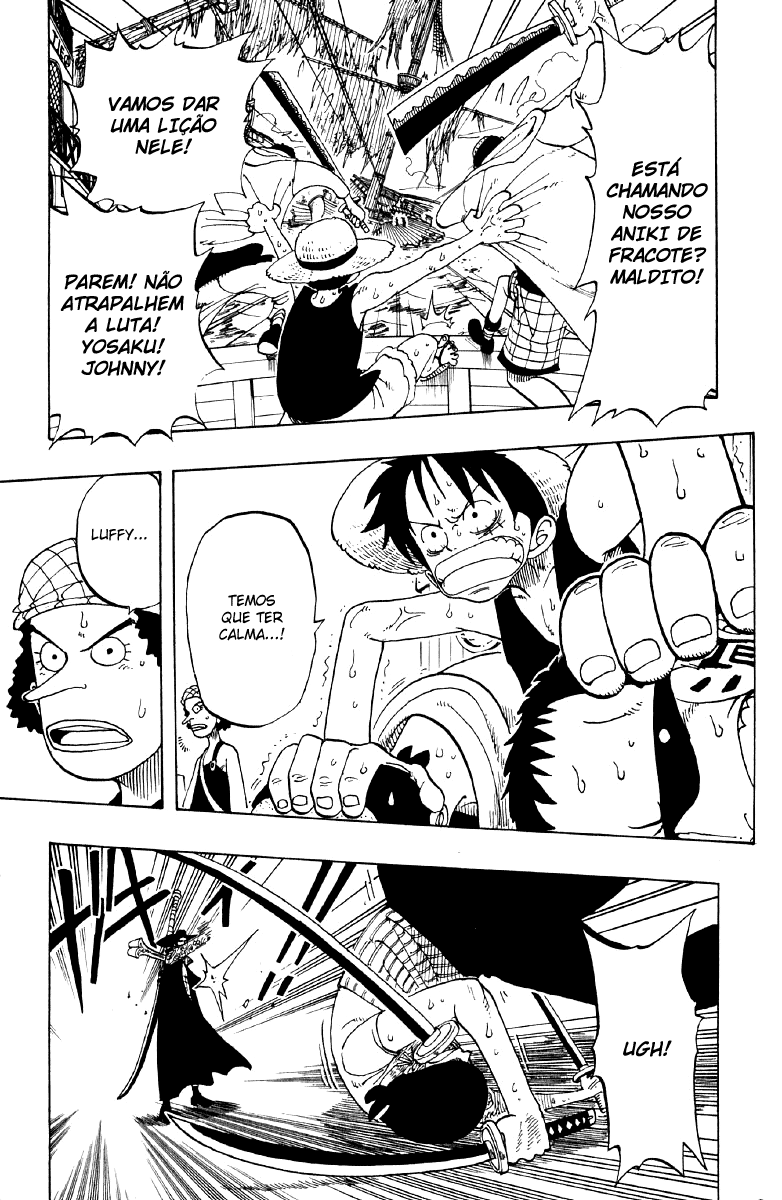 ESTÁ
CHAMANDO
NOSSO
ANIKI DE
FRACOTE?
MALDITO!
VAMOS DAR
UMA LIÇÃO
NELE!
PAREM! NÃO
ATRAPALHEM
A LUTA!
YOSAKU!
JOHNNY!
TEMOS
QUE TER
CALMA...!
LUFFY...
UGH!